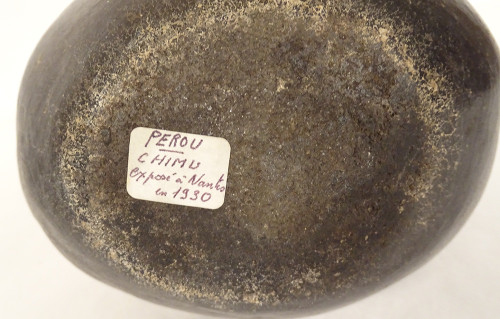 PEROU
CHIMU
exposé à Nantes
en 1930